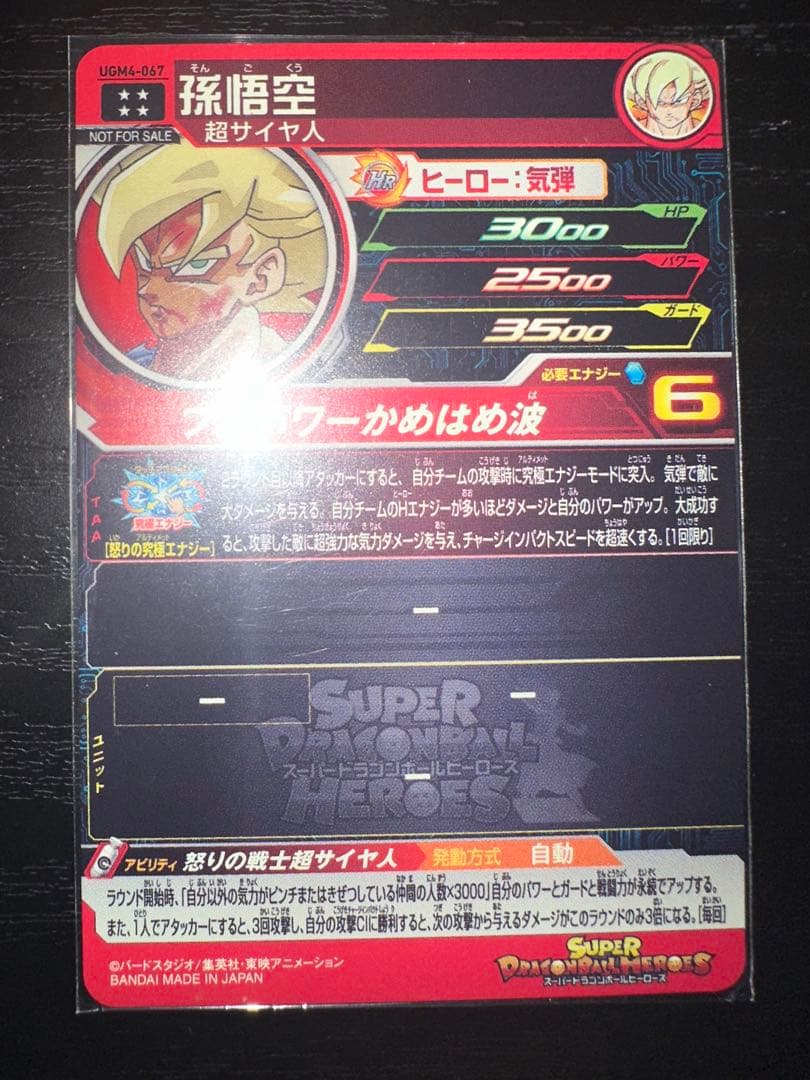 UGM4-067
★★
★★
NOT FOR SALE
そん ご くう
孫悟空
超サイヤ人
HR
ヒーロー:気弾
HP
3000
パワー
2500
ガード
3500
必要エナジー
6
ワーかめはめ波
は
TAA
究極エナジー
[怒りの究極エナジー]
目以降アタッカーにすると、自分チームの攻撃時に究極エナジーモードに突入。気弾で敵に
大ダメージを与える。自分チームのHエナジーが多いほどダメージと自分のパワーがアップ。大成功す
ると、攻撃した敵に超強力な気力ダメージを与え、チャージインパクトスピードを超速くする。[1回限り]
ー
ユニット
ー
ー
ー
SUPER
DRAGONBALL
スーパードラゴンボールヒーローズ
HEROES
アビリティ 怒りの戦士超サイヤ人
発動方式 自動
ラウンド開始時、「自分以外の気力がピンチまたはきぜつしている仲間の人数×3000」自分のパワーとガードと戦闘力が永続でアップする。
また、1人でアタッカーにすると、3回攻撃し、自分の攻撃CIに勝利すると、次の攻撃から与えるダメージがこのラウンドのみ3倍になる。[毎回]
©バードスタジオ/集英社・東映アニメーション
BANDAI MADE IN JAPAN
SUPER
DRAGONBALL HEROES
スーパードラゴンボールヒーローズ